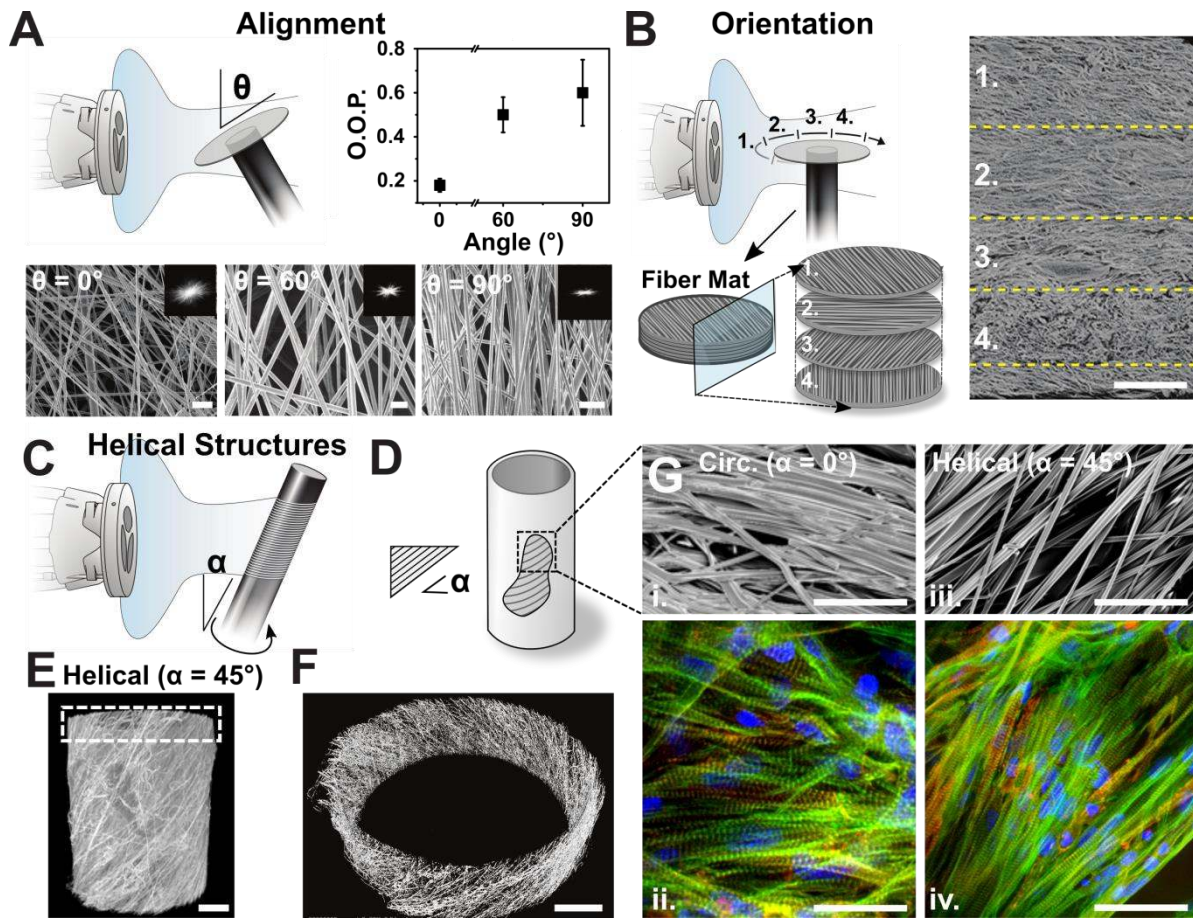 A
Alignment
θ
O.O.P.
0.8
0.6
0.4
0.2
0
60
90
Angle (°)
θ = 0°
θ = 60°
θ = 90°
B
Orientation
1.
2.
3.
4.
Fiber Mat
1.
2.
3.
4.
1.
2.
3.
4.
C
Helical Structures
α
D
α
E
Helical (α = 45°)
F
G
Circ. (α = 0°)
i.
Helical (α = 45°)
iii.
ii.
iv.